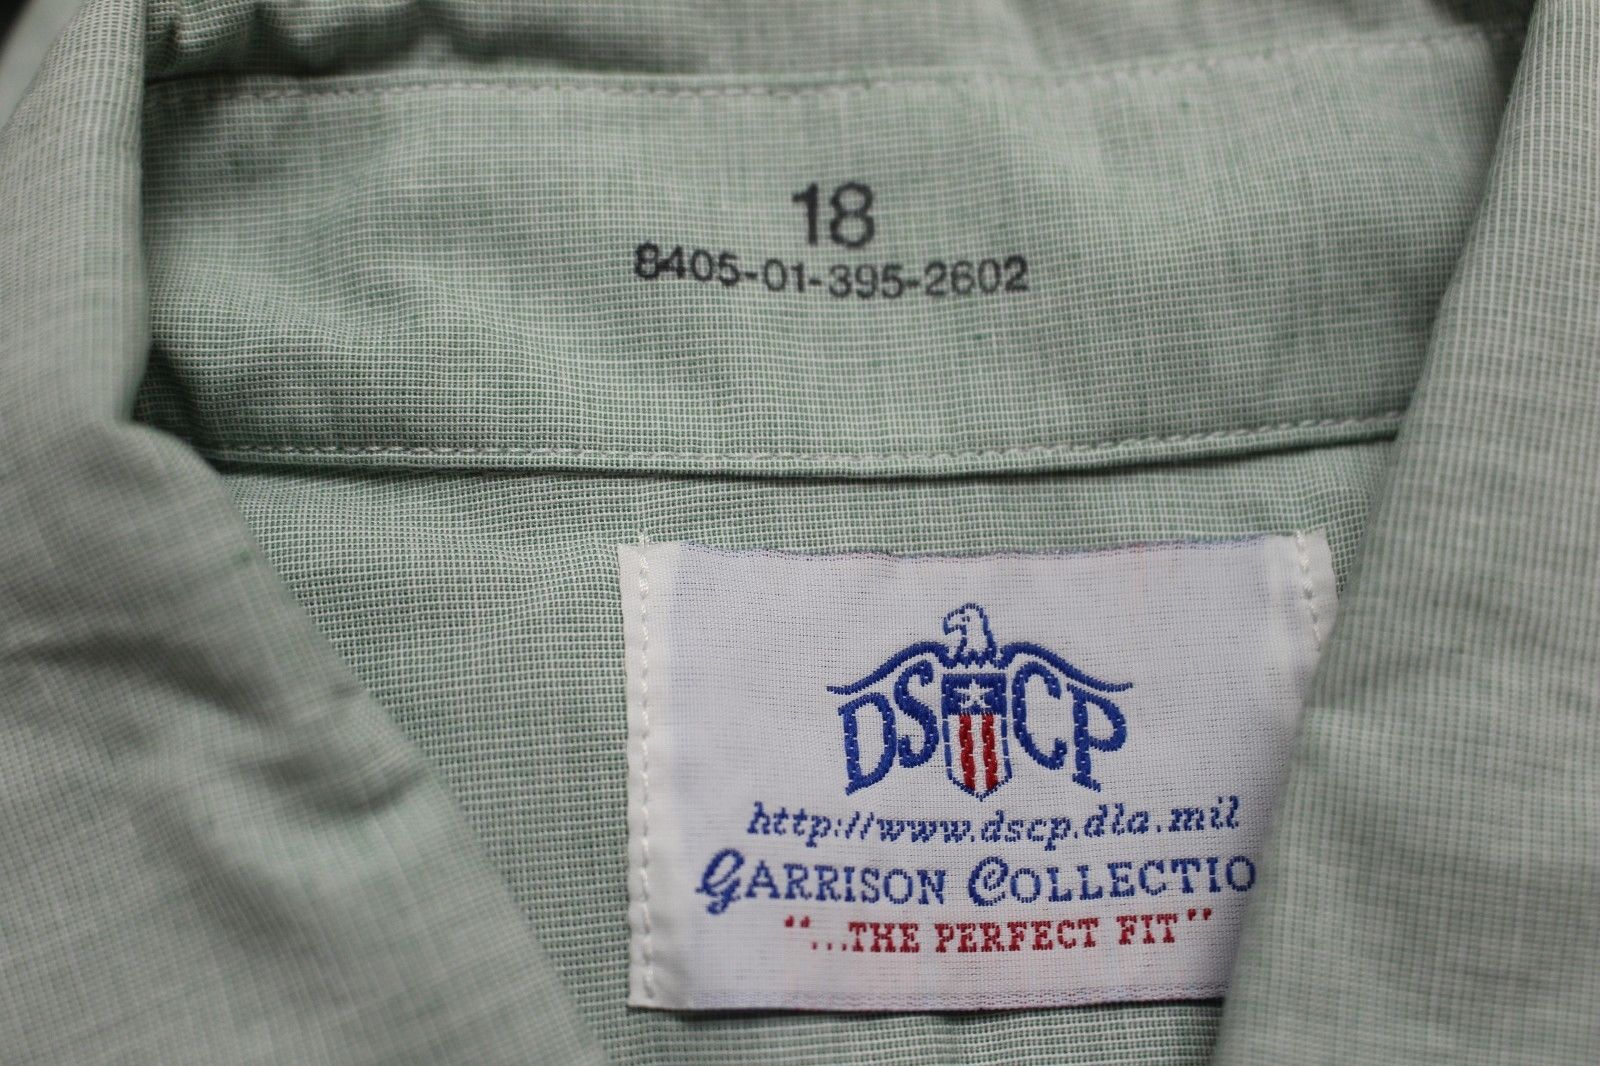 18
8405-01-395-2602
DSCP
http://www.dscp.dla.mil
GARRISON COLLECTIO
"...THE PERFECT FIT"